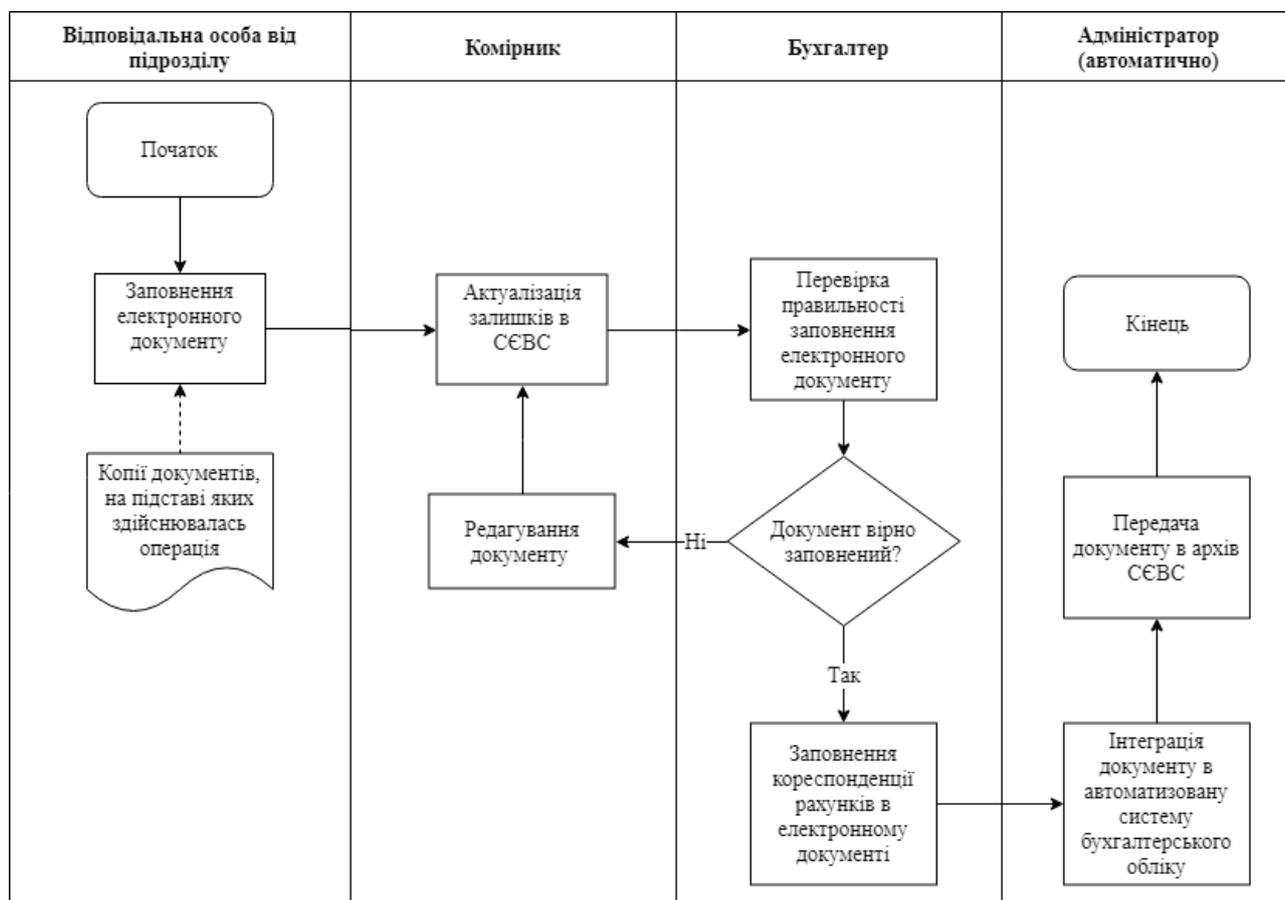 Відповідальна особа від
підрозділу
Комірник
Бухгалтер
Адміністратор
(автоматично)
Початок
Заповнення
електронного
документу
Актуалізація
залишків в
СЄВС
Перевірка
правильності
заповнення
електронного
документу
Кінець
Копії документів,
на підставі яких
здійснювалась
операція
Редагування
документу
Ні
Документ вірно
заповнений?
Передача
документу в архів
СЄВС
Так
Заповнення
кореспонденції
рахунків в
електронному
документі
Інтеграція
документу в
автоматизовану
систему
бухгалтерського
обліку